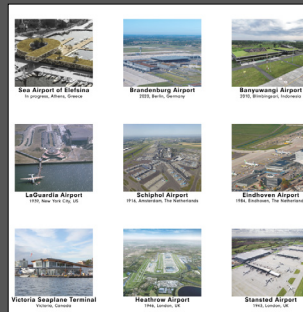 Sea Airport of Elefsina
In progress, Athens, Greece
Brandenburg Airport
2020, Berlin, Germany
Banyuwangi Airport
2010, Blimbingsari, Indonesia
LaGuardia Airport
1939, New York City, US
Schiphol Airport
1916, Amsterdam, The Netherlands
Eindhoven Airport
1984, Eindhoven, The Netherlands
Victoria Seaplane Terminal
Victoria, Canada
Heathrow Airport
1946, London, UK
Stansted Airport
1943, London, UK